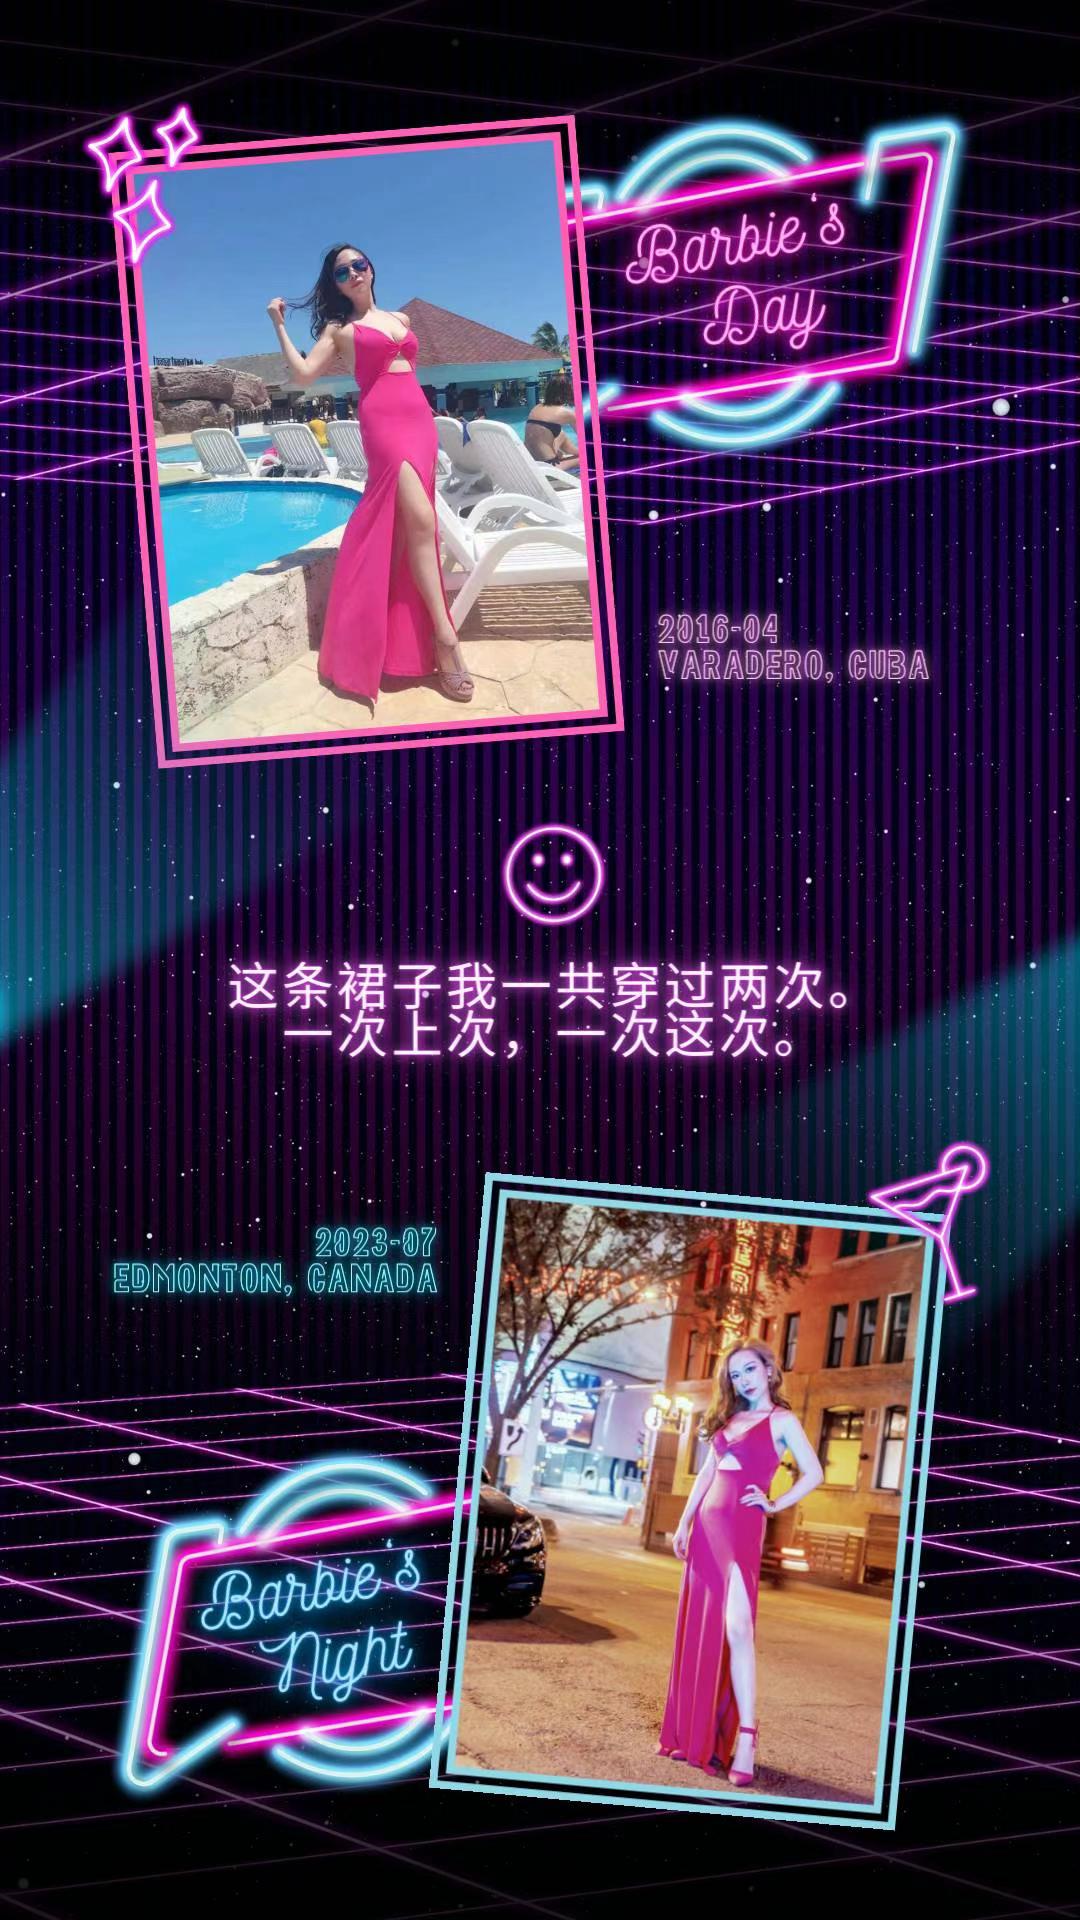 Barbie's
Day
2016-04
VARADERO, CUBA
这条裙子我一共穿过两次。
一次上次，一次这次。
2023-07
EDMONTON, CANADA
Barbie's
Night